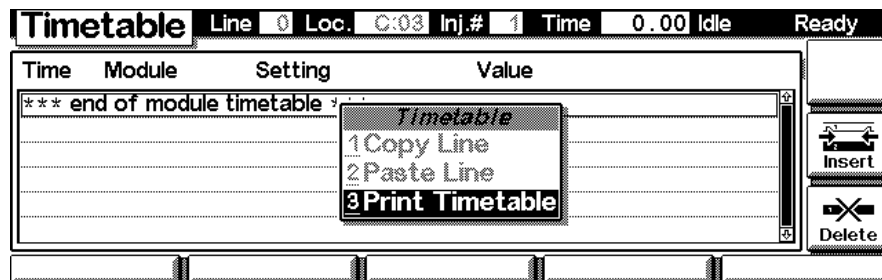 Timetable Line 0 Loc. C:03 Inj.# 1 Time 0.00 Idle Ready
Time Module Setting Value
*** end of module timetable *
Timetable
1 Copy Line
2 Paste Line
3 Print Timetable
Insert
Delete